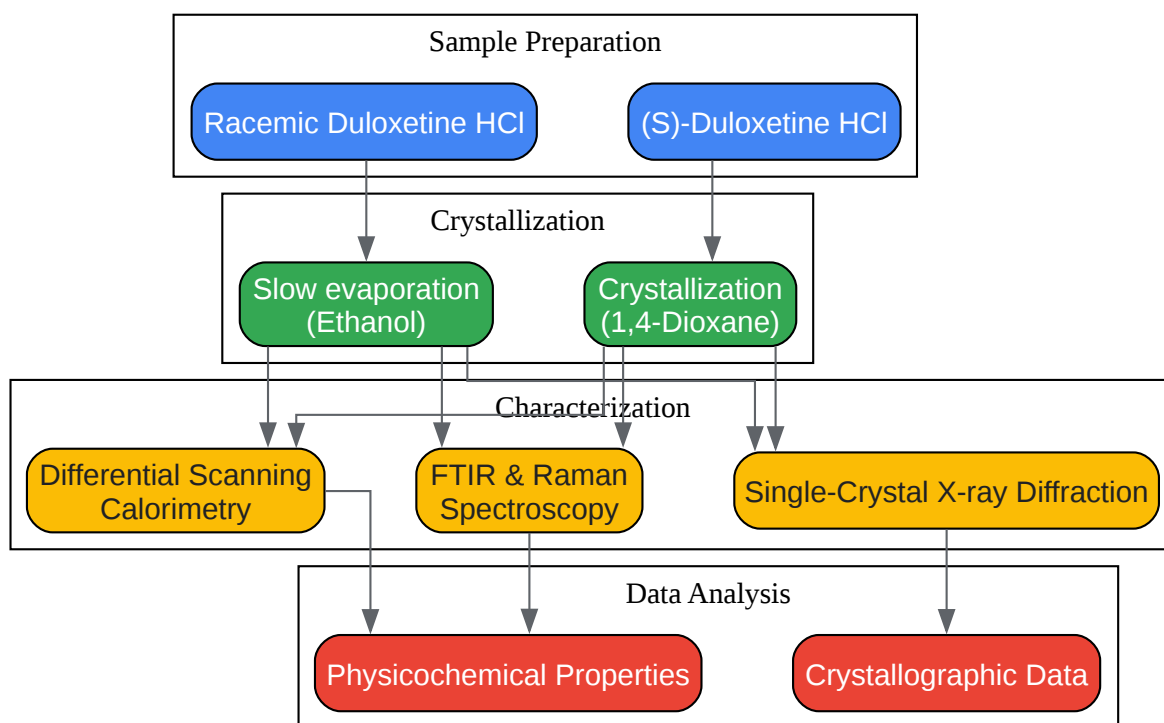 Sample Preparation
Racemic Duloxetine HCl
(S)-Duloxetine HCl
Crystallization
Slow evaporation
(Ethanol)
Crystallization
(1,4-Dioxane)
Characterization
Differential Scanning
Calorimetry
FTIR & Raman
Spectroscopy
Single-Crystal X-ray Diffraction
Data Analysis
Physicochemical Properties
Crystallographic Data